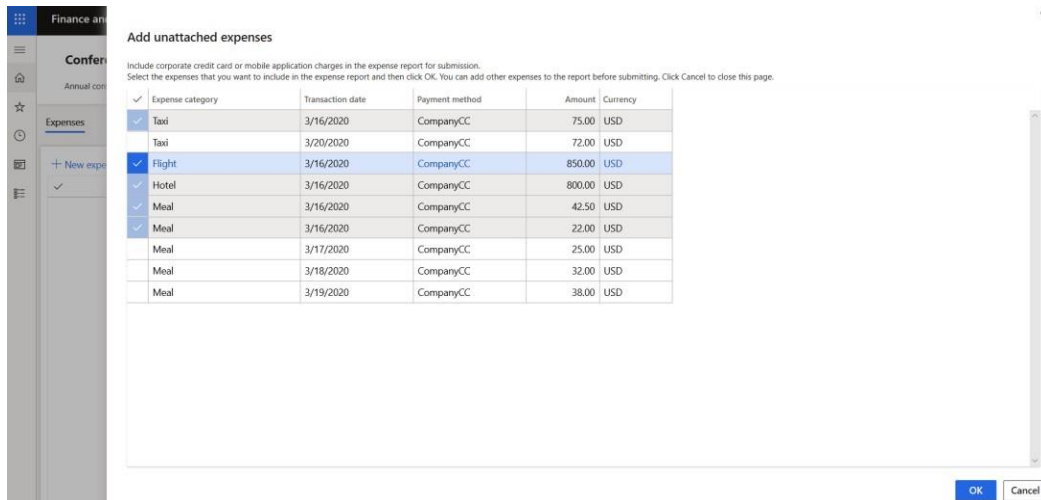 Finance an
Add unattached expenses
Confer
Include corporate credit card or mobile application charges in the expense report for submission.
Annual con
Select the expenses that you want to include in the expense report and then click OK. You can add other expenses to the report before submitting. Click Cancel to close this page.
Expense category Transaction date Payment method Amount Currency
Expenses
Taxi 3/16/2020 CompanyCC 75.00 USD
Taxi 3/20/2020 CompanyCC 72.00 USD
+ New expe
Flight 3/16/2020 CompanyCC 850.00 USD
Hotel 3/16/2020 CompanyCC 800.00 USD
Meal 3/16/2020 CompanyCC 42.50 USD
Meal 3/16/2020 CompanyCC 22.00 USD
Meal 3/17/2020 CompanyCC 25.00 USD
Meal 3/18/2020 CompanyCC 32.00 USD
Meal 3/19/2020 CompanyCC 38.00 USD
OK Cancel